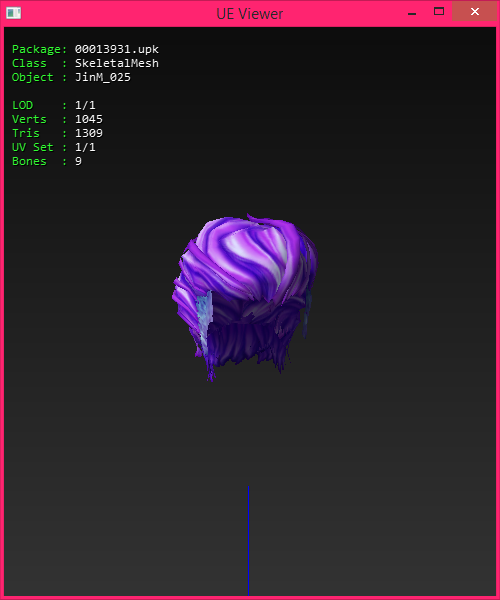 UE Viewer
Package: 00013931.upk
Class : SkeletalMesh
Object : JinM_025
LOD : 1/1
Verts : 1045
Tris : 1309
UV Set : 1/1
Bones : 9